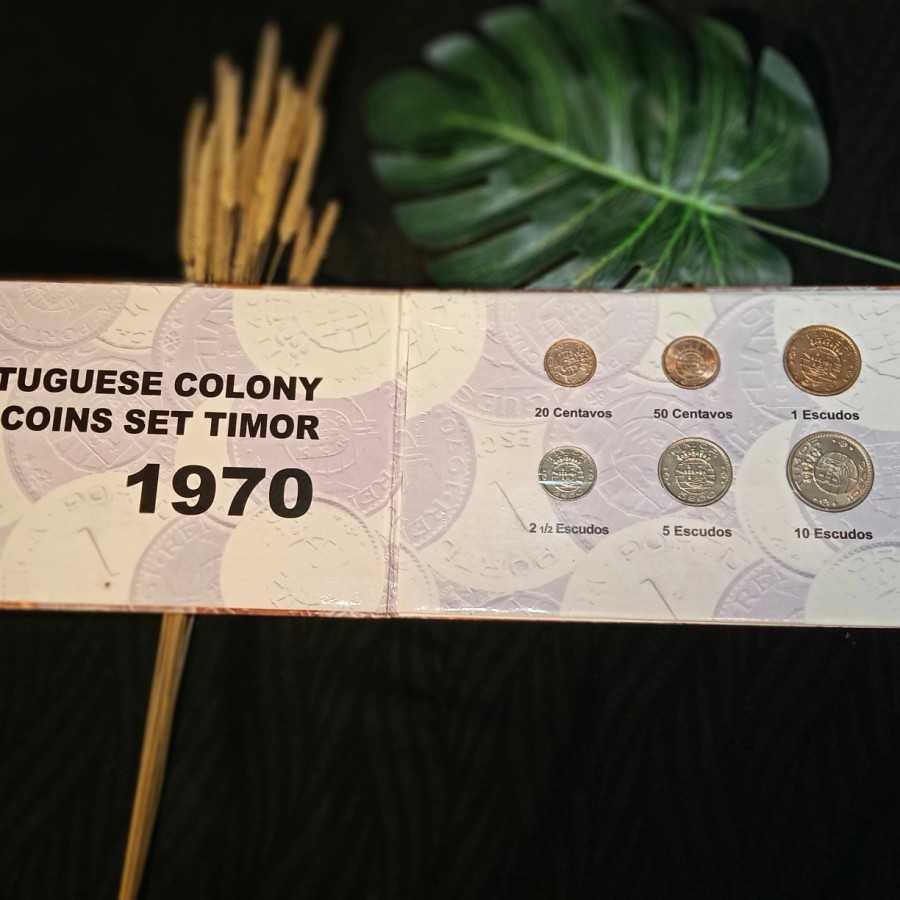 TUGUESE COLONY
COINS SET TIMOR
1970
20 Centavos
50 Centavos
1 Escudos
2 1/2 Escudos
5 Escudos
10 Escudos